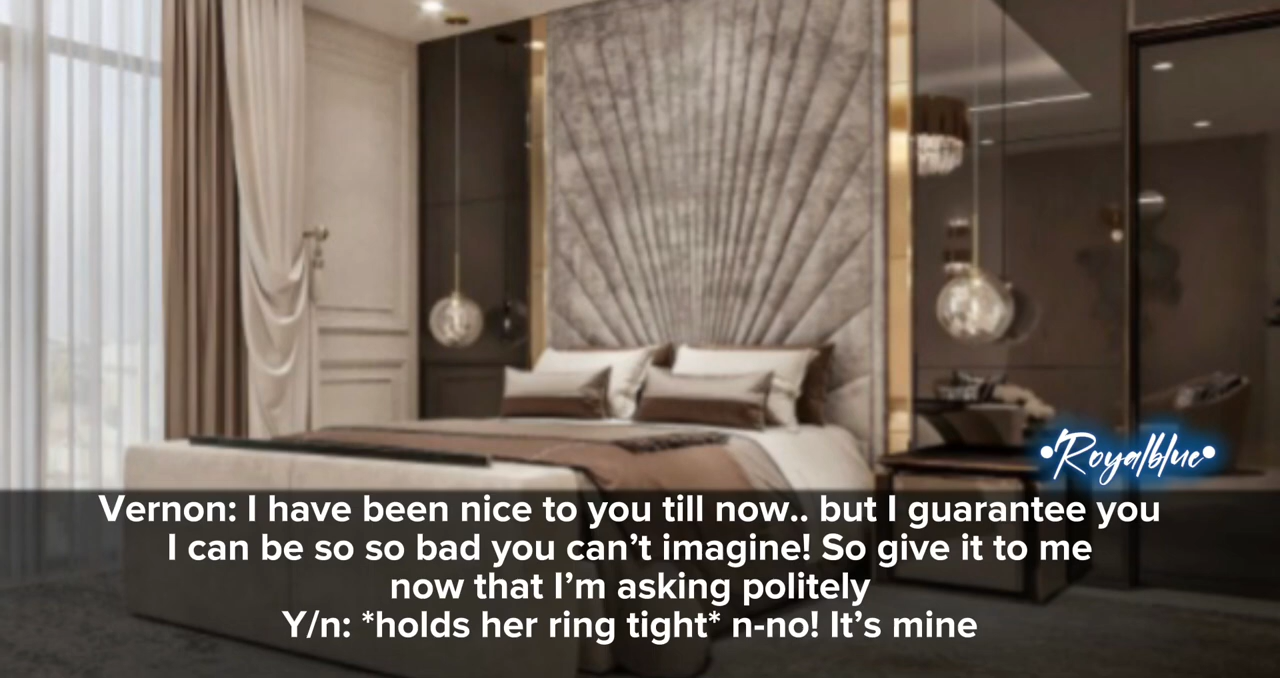 •Royalblue•
Vernon: I have been nice to you till now.. but I guarantee you
I can be so so bad you can’t imagine! So give it to me
now that I’m asking politely
Y/n: *holds her ring tight* n-no! It’s mine